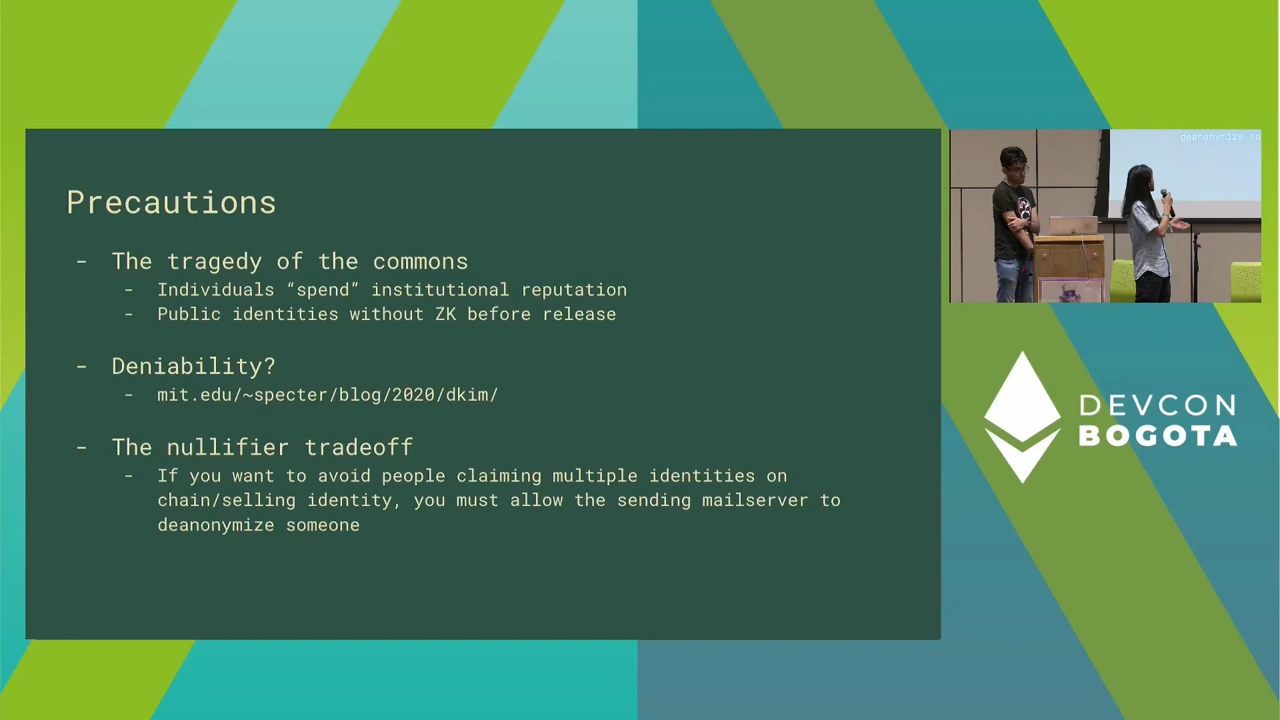 Precautions
- The tragedy of the commons
- Individuals “spend” institutional reputation
- Public identities without ZK before release
- Deniability?
- mit.edu/~specter/blog/2020/dkim/
- The nullifier tradeoff
- If you want to avoid people claiming multiple identities on
chain/selling identity, you must allow the sending mailserver to
deanonymize someone
deanonymize so
DEVCON
BOGOTA